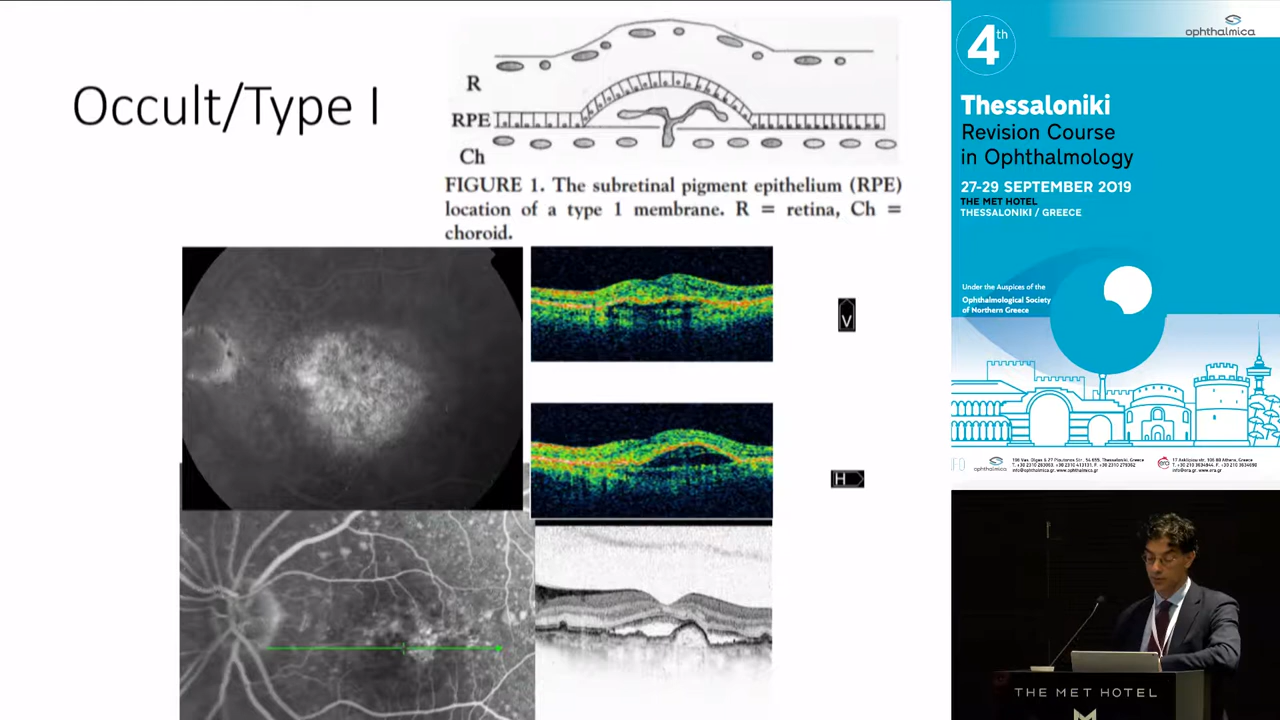 Occult/Type I
R
RPE
Ch
FIGURE 1. The subretinal pigment epithelium (RPE)
location of a type 1 membrane. R = retina, Ch =
choroid.
V
H
4th
ophthalmica
Thessaloniki
Revision Course
in Ophthalmology
27-29 SEPTEMBER 2019
THE MET HOTEL
THESSALONIKI / GREECE
Under the Auspices of the
Ophthalmological Society
of Northern Greece
ophthalmica
THE MET HOTEL